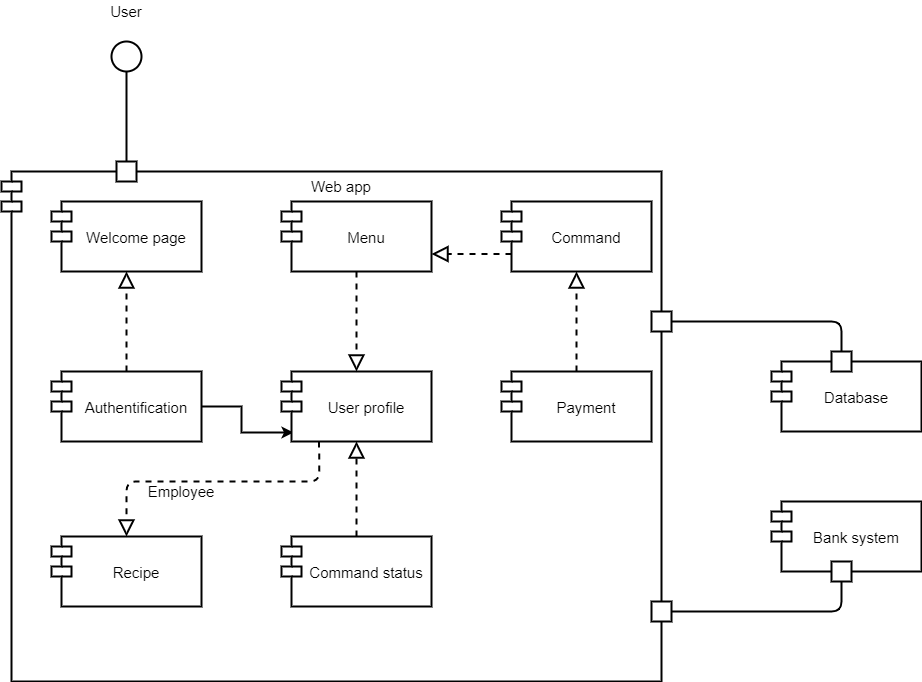 User
Web app
Welcome page
Menu
Command
Authentification
User profile
Payment
Database
Employee
Recipe
Command status
Bank system